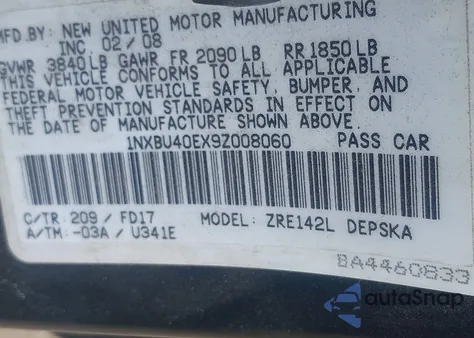 MFD.BY: NEW UNITED MOTOR MANUFACTURING
INC 02/08
GVWR 3840LB GAWR FR 2090LB RR1850LB
THIS VEHICLE CONFORMS TO ALL APPLICABLE
FEDERAL MOTOR VEHICLE SAFETY, BUMPER, AND
THEFT PREVENTION STANDARDS IN EFFECT ON
THE DATE OF MANUFACTURE SHOWN ABOVE.
1NXBU40EX9Z008060 PASS CAR
C/TR: 209 / FD17 MODEL: ZRE142L DEPSKA
A/TM: -03A / U341E
BA4460833
autoSnap